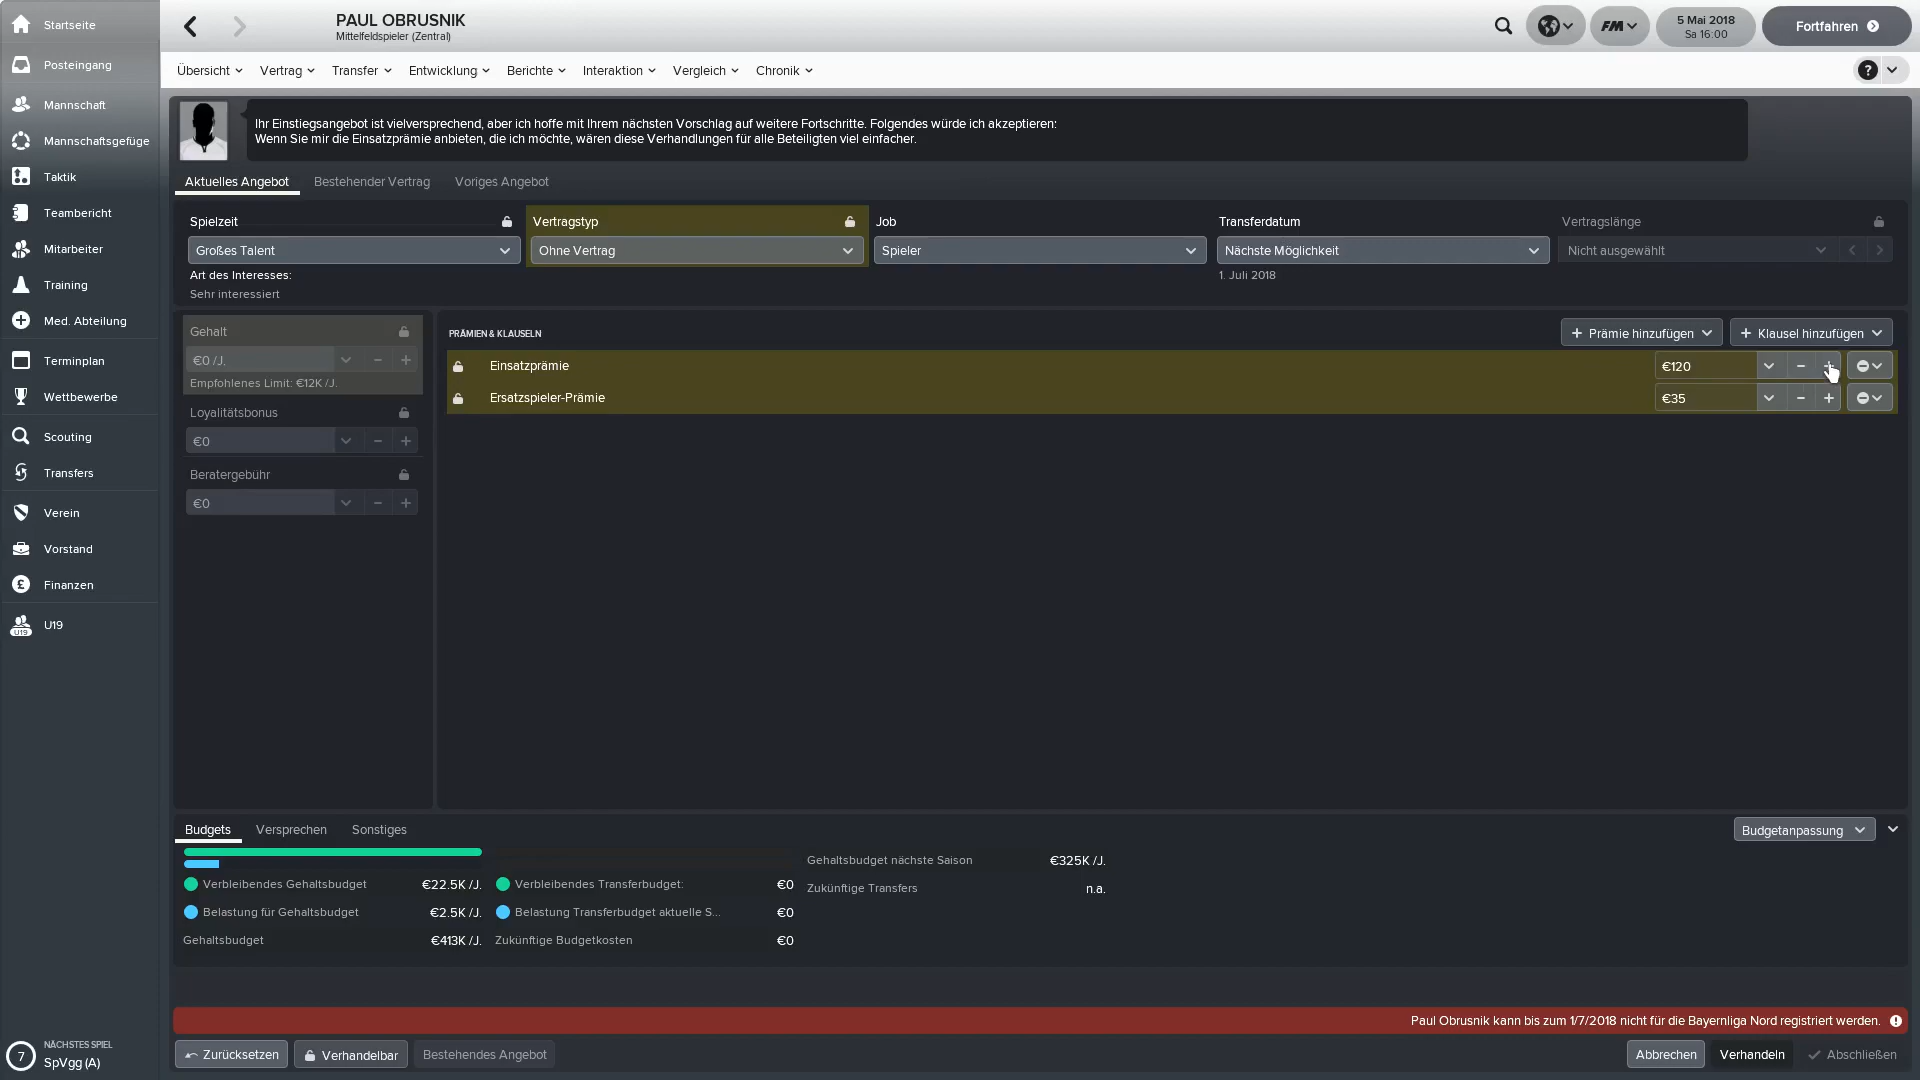 Startseite
Posteingang
Mannschaft
Mannschaftsgefüge
Taktik
Teambericht
Mitarbeiter
Training
Med. Abteilung
Terminplan
Wettbewerbe
Scouting
Transfers
Verein
Vorstand
Finanzen
U19
U19
7
NÄCHSTES SPIEL
SpVgg (A)
PAUL OBRUSNIK
Mittelfeldspieler (Zentral)
FM
5 Mai 2018
Sa 16:00
Fortfahren
Übersicht Vertrag Transfer Entwicklung Berichte Interaktion Vergleich Chronik
?
Ihr Einstiegsangebot ist vielversprechend, aber ich hoffe mit Ihrem nächsten Vorschlag auf weitere Fortschritte. Folgendes würde ich akzeptieren:
Wenn Sie mir die Einsatzprämie anbieten, die ich möchte, wären diese Verhandlungen für alle Beteiligten viel einfacher.
Aktuelles Angebot Bestehender Vertrag Voriges Angebot
Spielzeit Vertragstyp Job Transferdatum Vertragslänge
Großes Talent Ohne Vertrag Spieler Nächste Möglichkeit Nicht ausgewählt
Art des Interesses: 1. Juli 2018
Sehr interessiert
Gehalt
€0 /J.
Empfohlenes Limit: €12K /J.
Loyalitätsbonus
€0
Beratergebühr
€0
PRÄMIEN & KLAUSELN + Prämie hinzufügen + Klausel hinzufügen
Einsatzprämie €120 − +
Ersatzspieler-Prämie €35 − +
Budgets Versprechen Sonstiges Budgetanpassung
Verbleibendes Gehaltsbudget €22.5K /J.
Belastung für Gehaltsbudget €2.5K /J.
Gehaltsbudget €413K /J.
Verbleibendes Transferbudget: €0
Belastung Transferbudget aktuelle S... €0
Zukünftige Budgetkosten €0
Gehaltsbudget nächste Saison €325K /J.
Zukünftige Transfers n.a.
Paul Obrusnik kann bis zum 1/7/2018 nicht für die Bayernliga Nord registriert werden.
Zurücksetzen Verhandelbar Bestehendes Angebot Abbrechen Verhandeln Abschließen